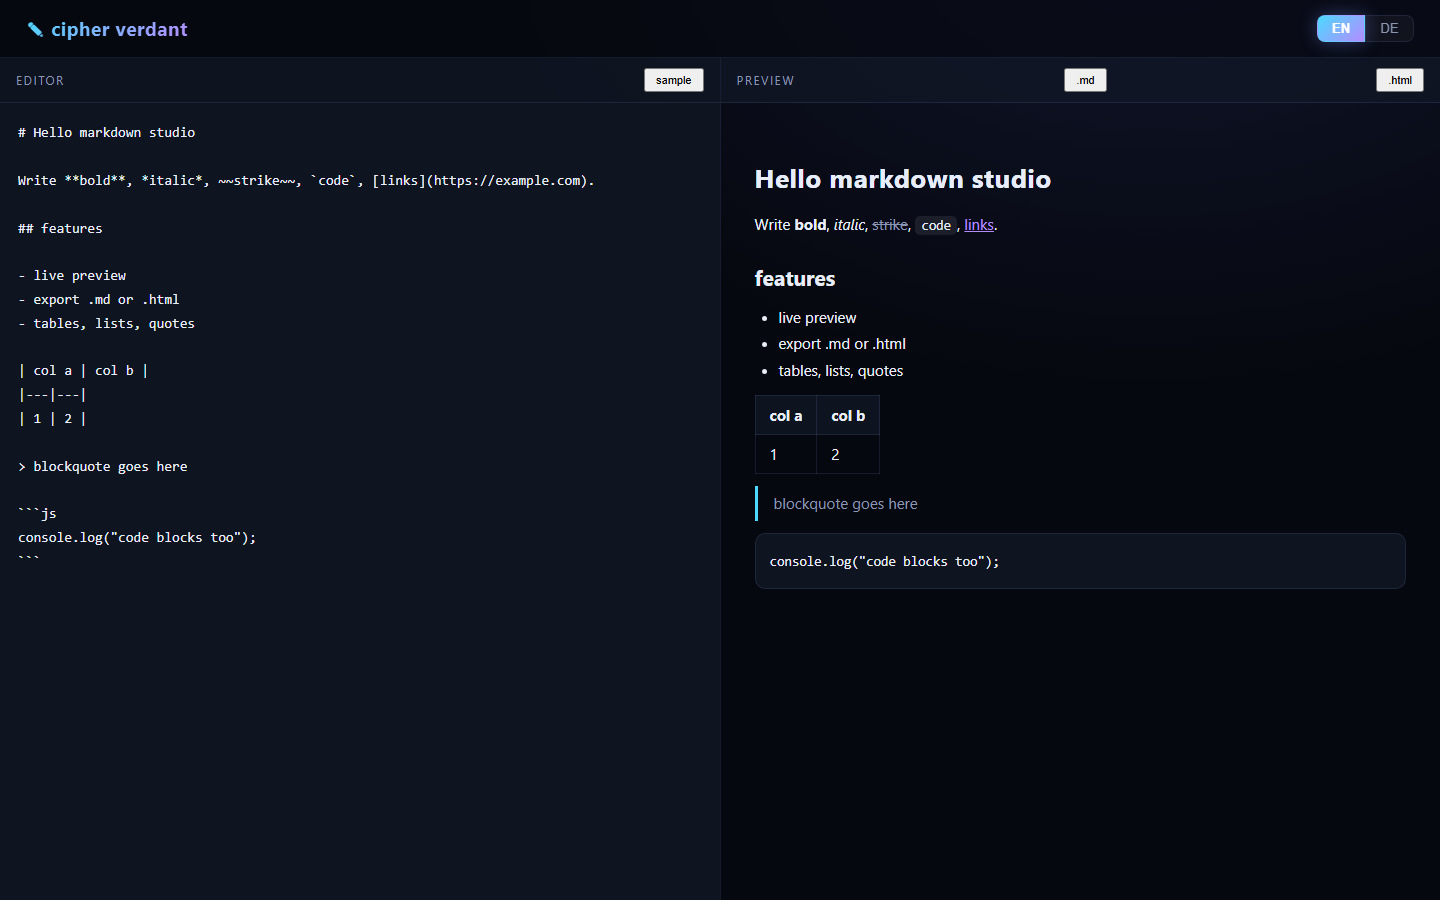 cipher verdant
EN DE
EDITOR
sample
# Hello markdown studio
Write **bold**, *italic*, ~~strike~~, `code`, [links](https://example.com).
## features
- live preview
- export .md or .html
- tables, lists, quotes
| col a | col b |
|---|---|
| 1 | 2 |
> blockquote goes here
```js
console.log("code blocks too");
```
PREVIEW
.md
.html
Hello markdown studio
Write bold, italic, strike, code, links.
features
• live preview
• export .md or .html
• tables, lists, quotes
col a col b
1 2
blockquote goes here
console.log("code blocks too");